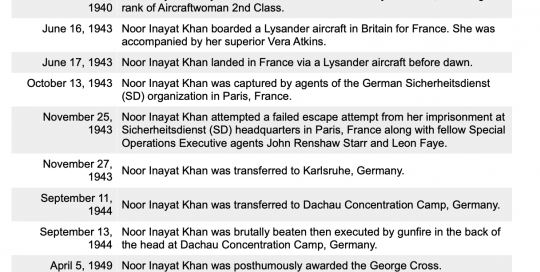 1940 rank of Aircraftwoman 2nd Class.
June 16, 1943 Noor Inayat Khan boarded a Lysander aircraft in Britain for France. She was
accompanied by her superior Vera Atkins.
June 17, 1943 Noor Inayat Khan landed in France via a Lysander aircraft before dawn.
October 13, 1943 Noor Inayat Khan was captured by agents of the German Sicherheitsdienst
(SD) organization in Paris, France.
November 25, Noor Inayat Khan attempted a failed escape attempt from her imprisonment at
1943 Sicherheitsdienst (SD) headquarters in Paris, France along with fellow Special
Operations Executive agents John Renshaw Starr and Leon Faye.
November 27,
1943 Noor Inayat Khan was transferred to Karlsruhe, Germany.
September 11,
1944 Noor Inayat Khan was transferred to Dachau Concentration Camp, Germany.
September 13, Noor Inayat Khan was brutally beaten then executed by gunfire in the back of
1944 the head at Dachau Concentration Camp, Germany.
April 5, 1949 Noor Inayat Khan was posthumously awarded the George Cross.